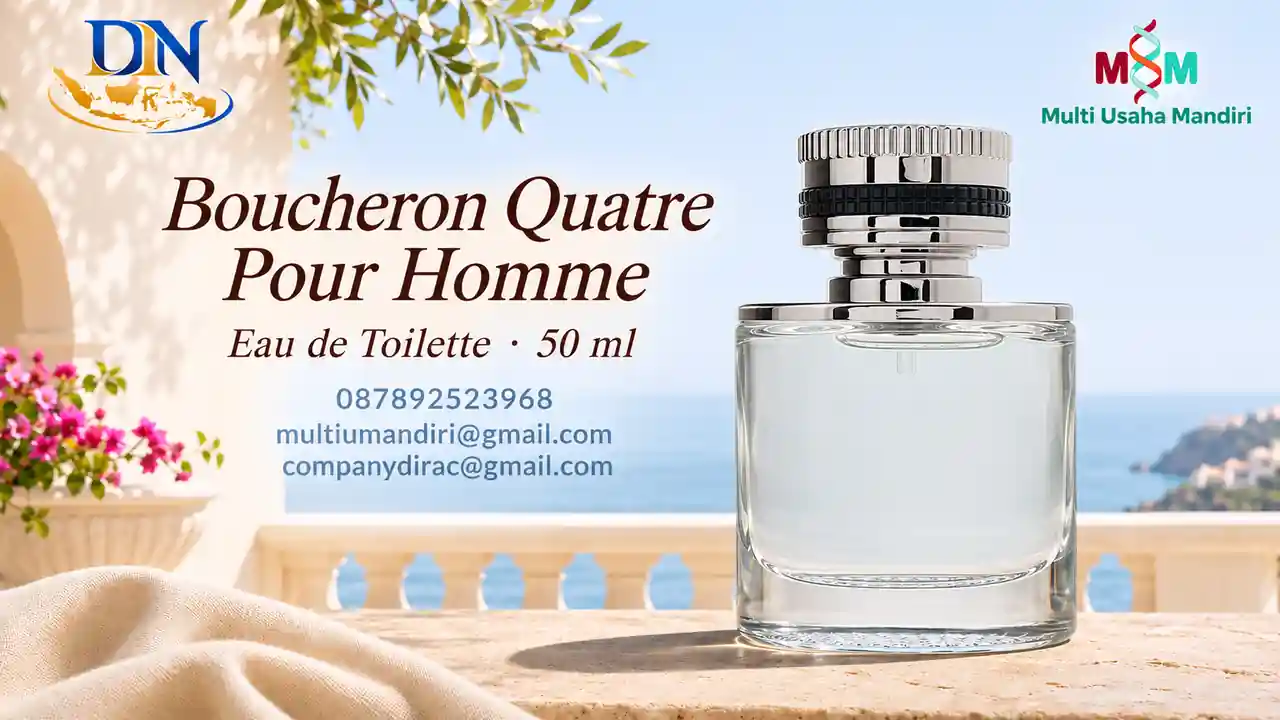 DN
MSM
Multi Usaha Mandiri
Boucheron Quatre
Pour Homme
Eau de Toilette · 50 ml
087892523968
multiumandiri@gmail.com
companydirac@gmail.com